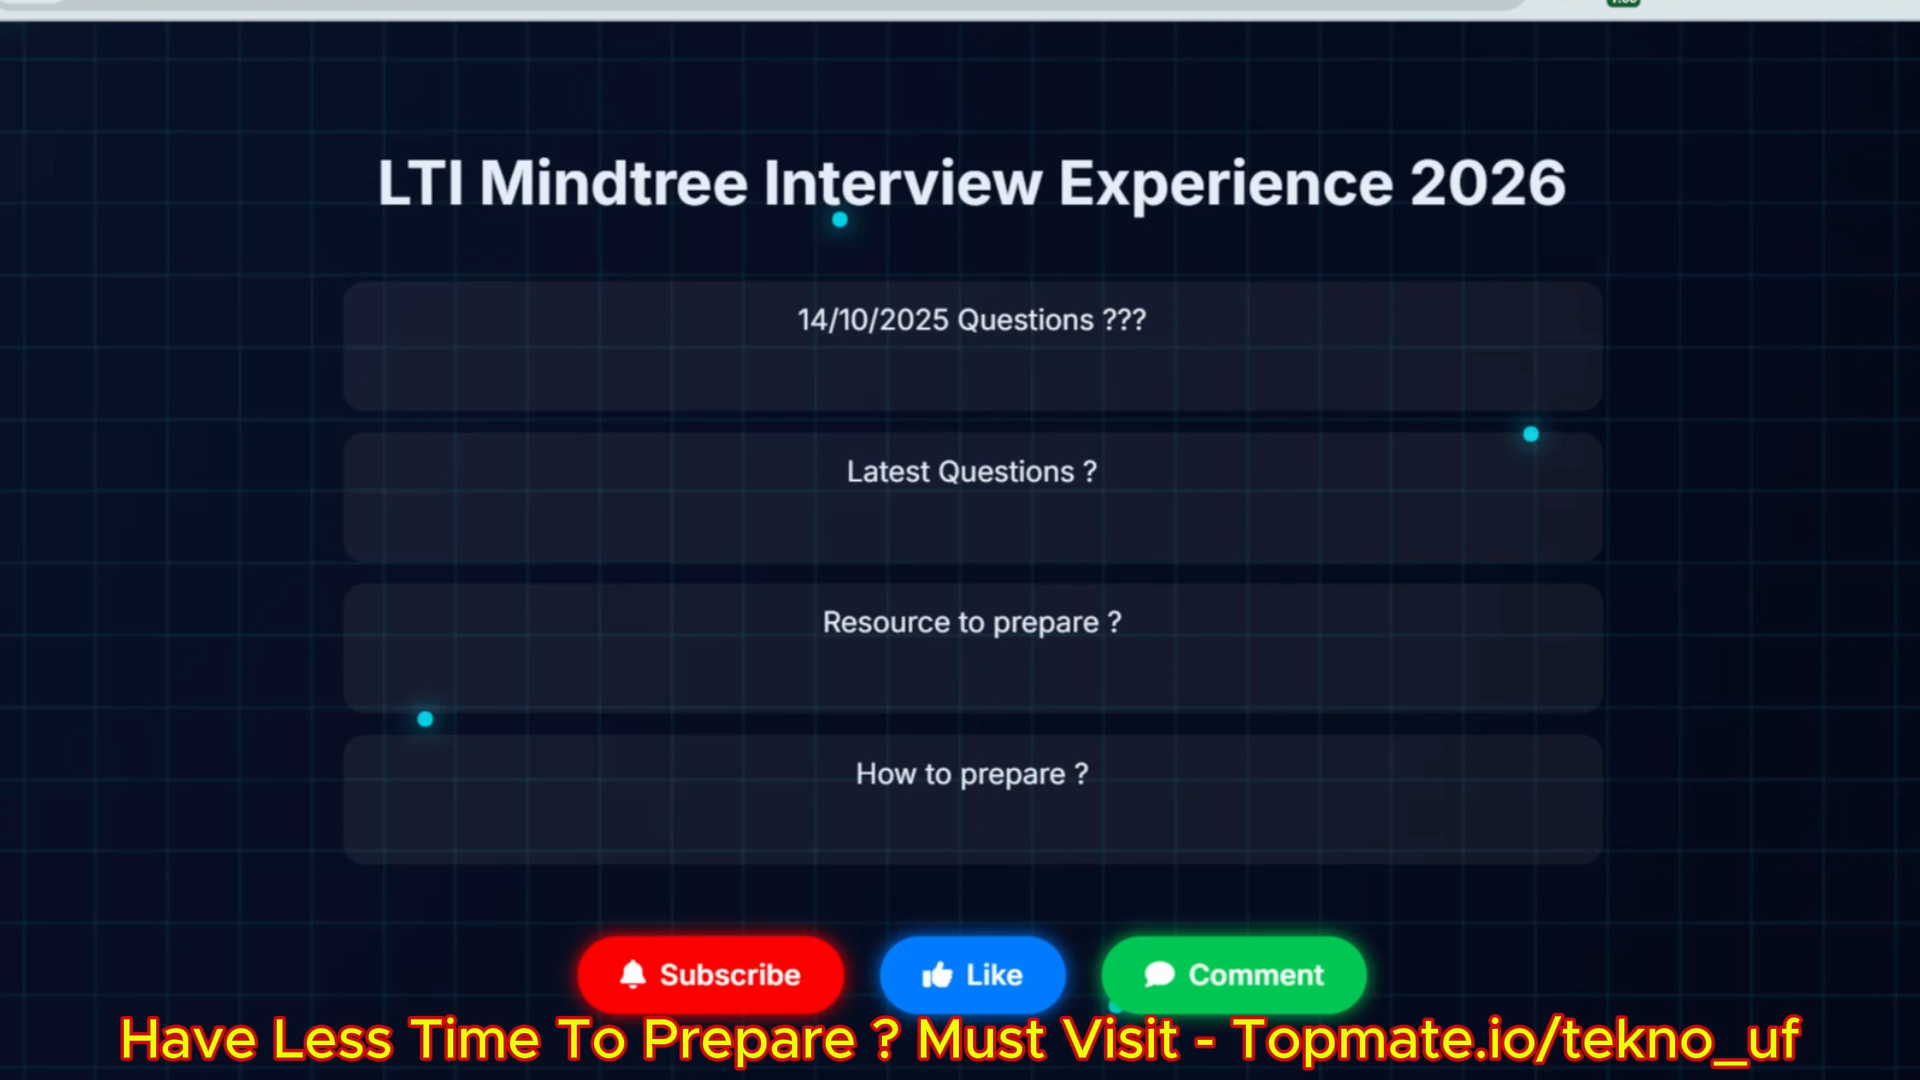 LTI Mindtree Interview Experience 2026
14/10/2025 Questions ???
Latest Questions ?
Resource to prepare ?
How to prepare ?
Subscribe
Like
Comment
Have Less Time To Prepare ? Must Visit - Topmate.io/tekno_uf